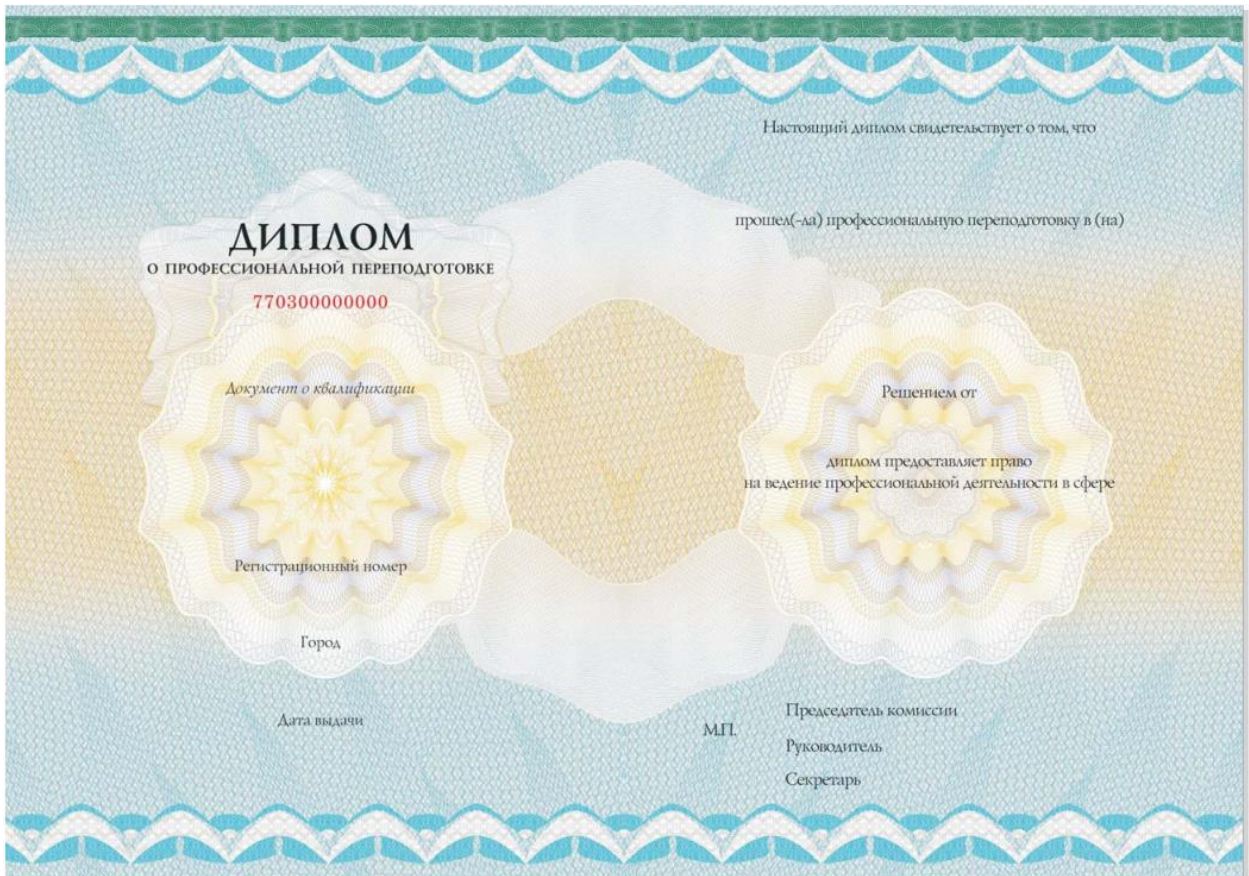 ДИПЛОМ
О ПРОФЕССИОНАЛЬНОЙ ПЕРЕПОДГОТОВКЕ
770300000000
Документ о квалификации
Регистрационный номер
Город
Дата выдачи
Настоящий диплом свидетельствует о том, что
прошел(-ла) профессиональную переподготовку в (на)
Решением от
диплом предоставляет право
на ведение профессиональной деятельности в сфере
М.П.
Председатель комиссии
Руководитель
Секретарь